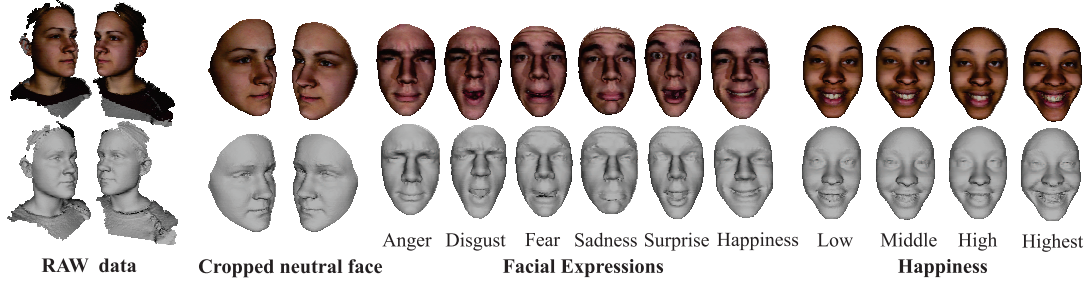 Anger Disgust Fear Sadness Surprise Happiness Low Middle High Highest
RAW data Cropped neutral face Facial Expressions Happiness